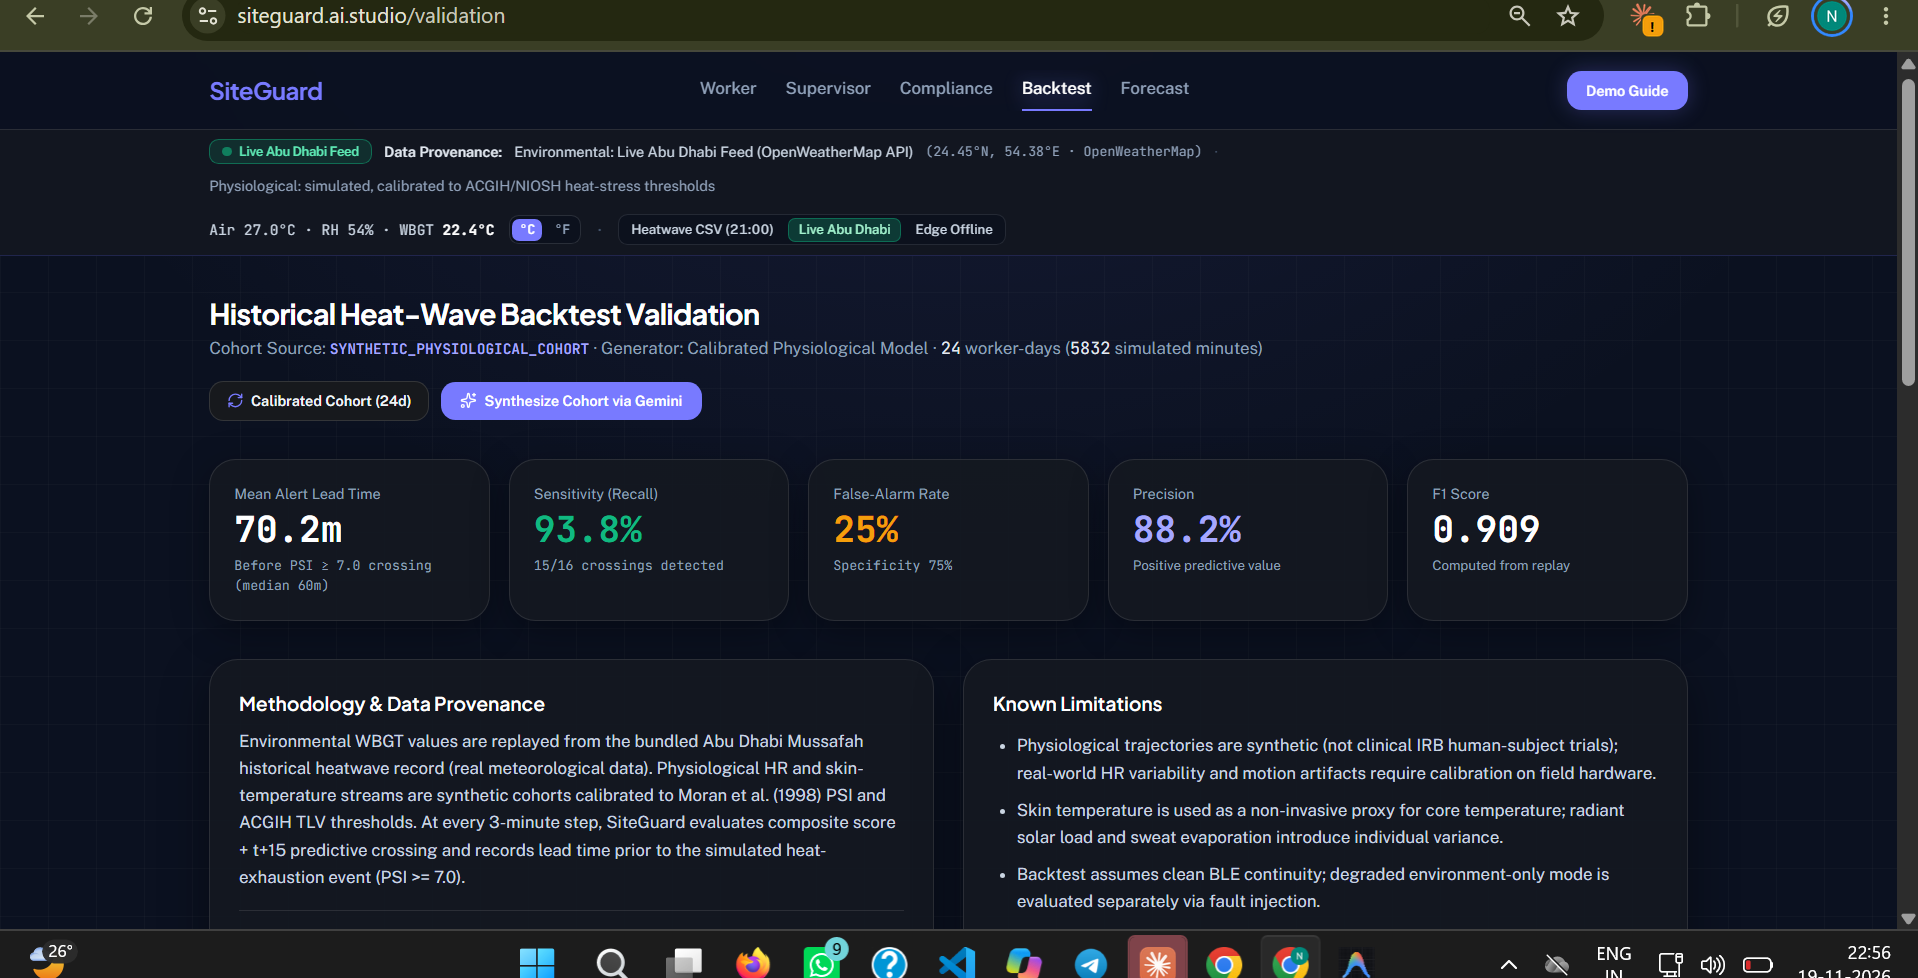 siteguard.ai.studio/validation
N
SiteGuard
Worker Supervisor Compliance Backtest Forecast
Demo Guide
Live Abu Dhabi Feed Data Provenance: Environmental: Live Abu Dhabi Feed (OpenWeatherMap API) (24.45°N, 54.38°E · OpenWeatherMap) ·
Physiological: simulated, calibrated to ACGIH/NIOSH heat-stress thresholds
Air 27.0°C · RH 54% · WBGT 22.4°C °C °F · Heatwave CSV (21:00) Live Abu Dhabi Edge Offline
Historical Heat-Wave Backtest Validation
Cohort Source: SYNTHETIC_PHYSIOLOGICAL_COHORT · Generator: Calibrated Physiological Model · 24 worker-days (5832 simulated minutes)
Calibrated Cohort (24d) Synthesize Cohort via Gemini
Mean Alert Lead Time
70.2m
Before PSI ≥ 7.0 crossing
(median 60m)
Sensitivity (Recall)
93.8%
15/16 crossings detected
False-Alarm Rate
25%
Specificity 75%
Precision
88.2%
Positive predictive value
F1 Score
0.909
Computed from replay
Methodology & Data Provenance
Environmental WBGT values are replayed from the bundled Abu Dhabi Mussafah
historical heatwave record (real meteorological data). Physiological HR and skin-
temperature streams are synthetic cohorts calibrated to Moran et al. (1998) PSI and
ACGIH TLV thresholds. At every 3-minute step, SiteGuard evaluates composite score
+ t+15 predictive crossing and records lead time prior to the simulated heat-
exhaustion event (PSI >= 7.0).
Known Limitations
• Physiological trajectories are synthetic (not clinical IRB human-subject trials);
real-world HR variability and motion artifacts require calibration on field hardware.
• Skin temperature is used as a non-invasive proxy for core temperature; radiant
solar load and sweat evaporation introduce individual variance.
• Backtest assumes clean BLE continuity; degraded environment-only mode is
evaluated separately via fault injection.
26°
9
N
ENG
IN
22:56
19-11-2026